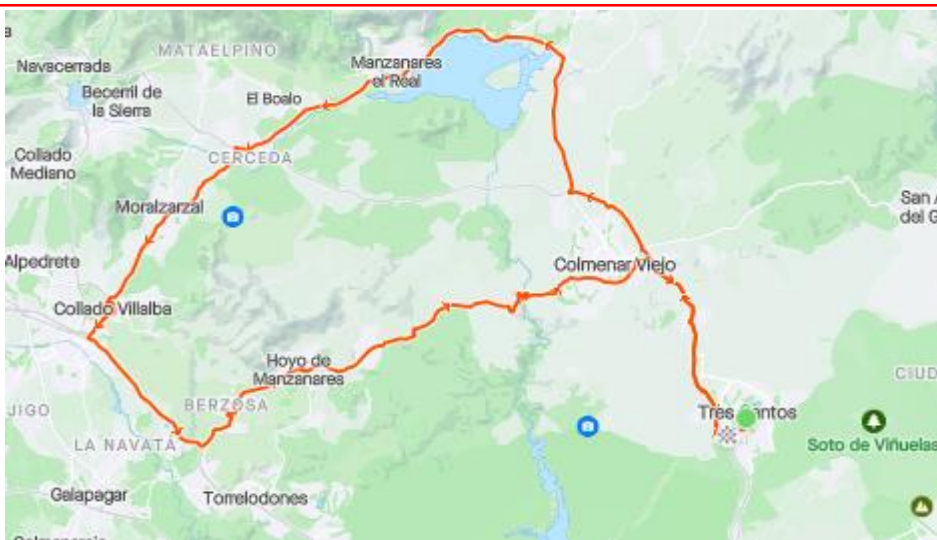 MATAELPINO
Navacerrada
Manzanares
el Real
Becerril de
la Sierra
El Boalo
CERCEDA
Collado
Mediano
Moralzarzal
San A
del G
Alpedrete
Colmenar Viejo
Collado Villalba
Hoyo de
Manzanares
CIUD
BERZOSA
JIGO
Tres Cantos
LA NAVATA
Soto de Viñuelas
Galapagar
Torrelodones